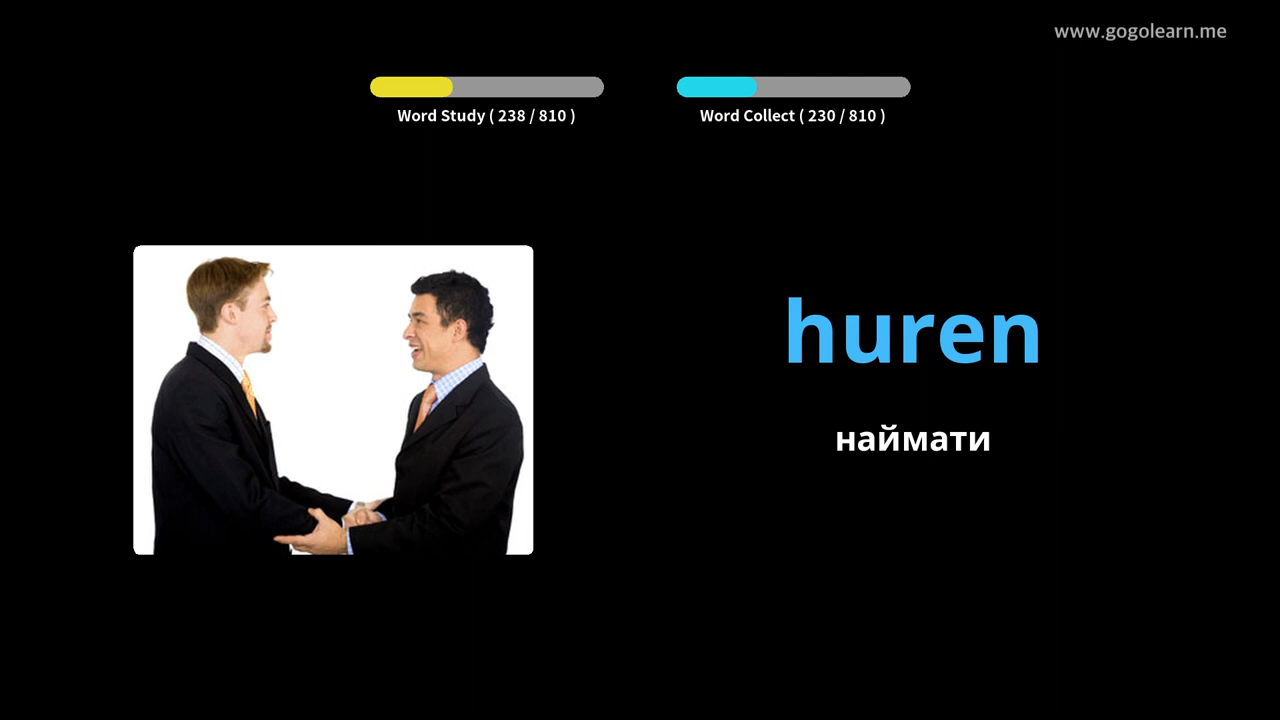 www.gogolearn.me
Word Study ( 238 / 810 )
Word Collect ( 230 / 810 )
huren
наймати